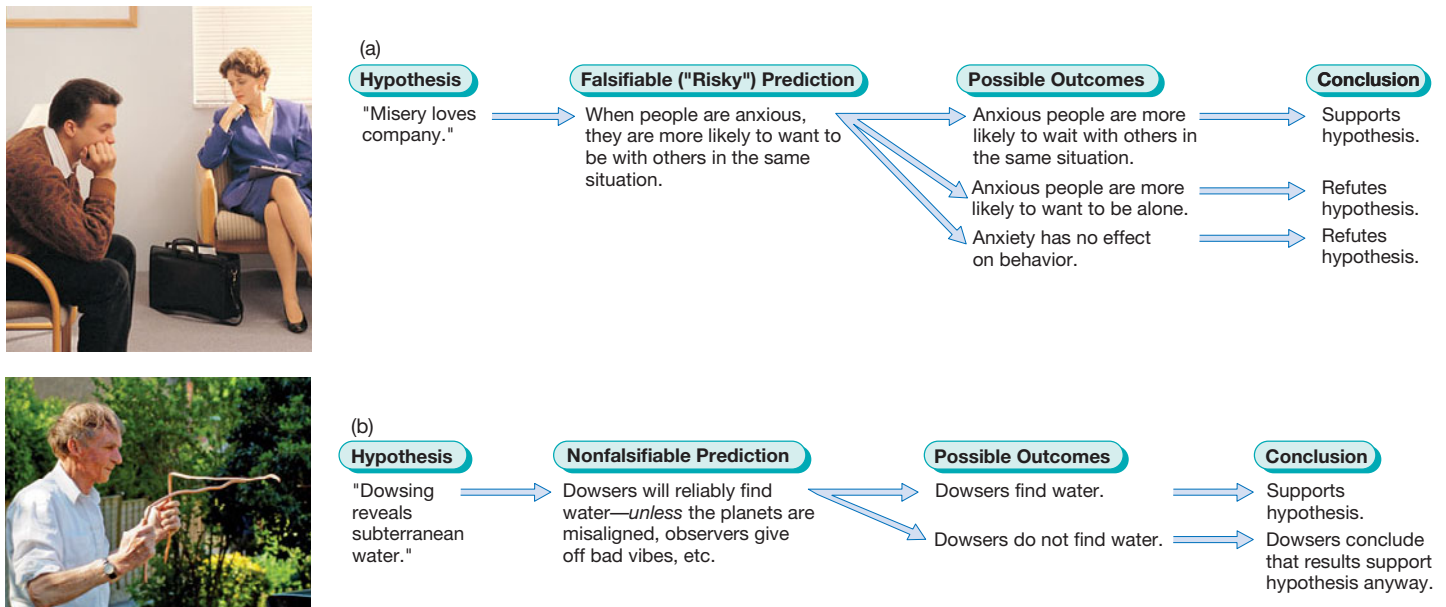 (a)
Hypothesis
Falsifiable ("Risky") Prediction
Possible Outcomes
Conclusion
"Misery loves
company."
When people are anxious,
they are more likely to want to
be with others in the same
situation.
Anxious people are more
likely to wait with others in
the same situation.
Supports
hypothesis.
Anxious people are more
likely to want to be alone.
Refutes
hypothesis.
Anxiety has no effect
on behavior.
Refutes
hypothesis.
(b)
Hypothesis
Nonfalsifiable Prediction
Possible Outcomes
Conclusion
"Dowsing
reveals
subterranean
water."
Dowsers will reliably find
water—unless the planets are
misaligned, observers give
off bad vibes, etc.
Dowsers find water.
Supports
hypothesis.
Dowsers do not find water.
Dowsers conclude
that results support
hypothesis anyway.